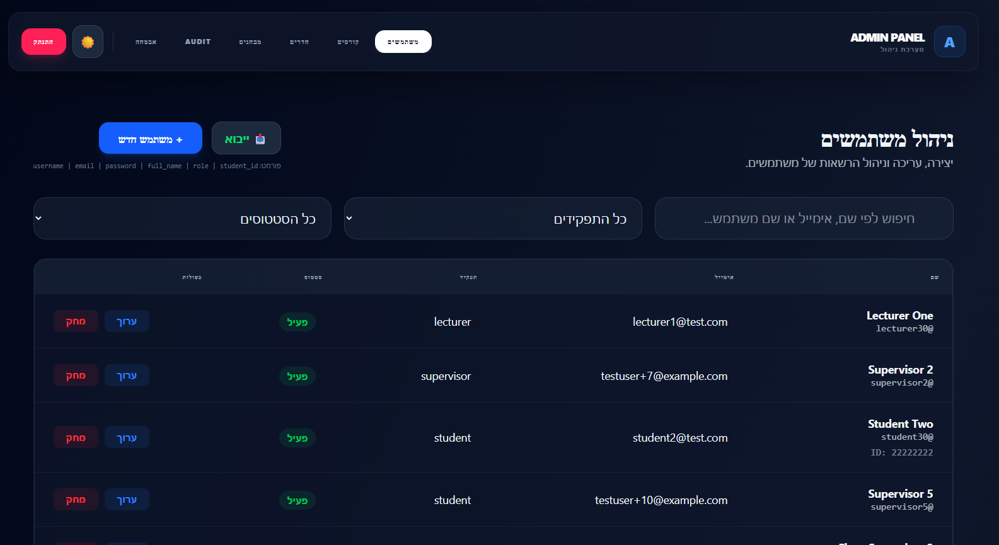 A
ADMIN PANEL
מערכת ניהול
משתמשים
קורסים
חדרים
מבחנים
AUDIT
אבטחה
התנתק
ניהול משתמשים
יצירה, עריכה וניהול הרשאות של משתמשים.
ייבוא
+ משתמש חדש
פורמט: username | email | password | full_name | role | student_id
חיפוש לפי שם, אימייל או שם משתמש...
כל התפקידים
כל הסטטוסים
שם אימייל תפקיד סטטוס פעולות
Lecturer One
lecturer30@
lecturer1@test.com
lecturer
פעיל
ערוך
מחק
Supervisor 2
supervisor2@
testuser+7@example.com
supervisor
פעיל
ערוך
מחק
Student Two
student30@
ID: 22222222
student2@test.com
student
פעיל
ערוך
מחק
Supervisor 5
supervisor5@
testuser+10@example.com
student
פעיל
ערוך
מחק